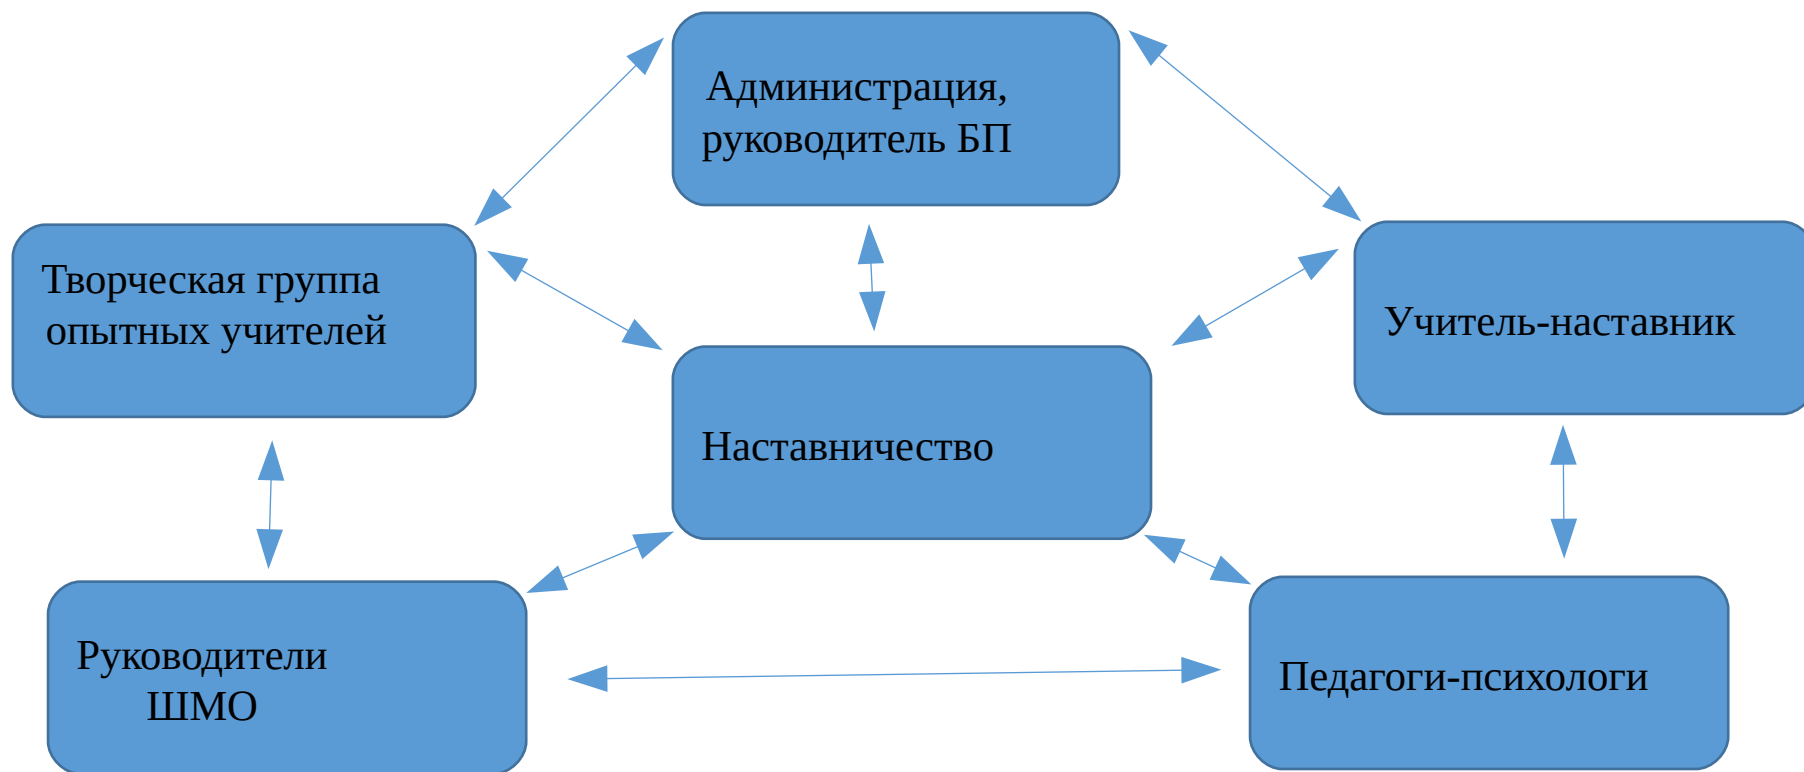 Администрация,
руководитель БП
Творческая группа
опытных учителей
Учитель-наставник
Наставничество
Руководители
ШМО
Педагоги-психологи